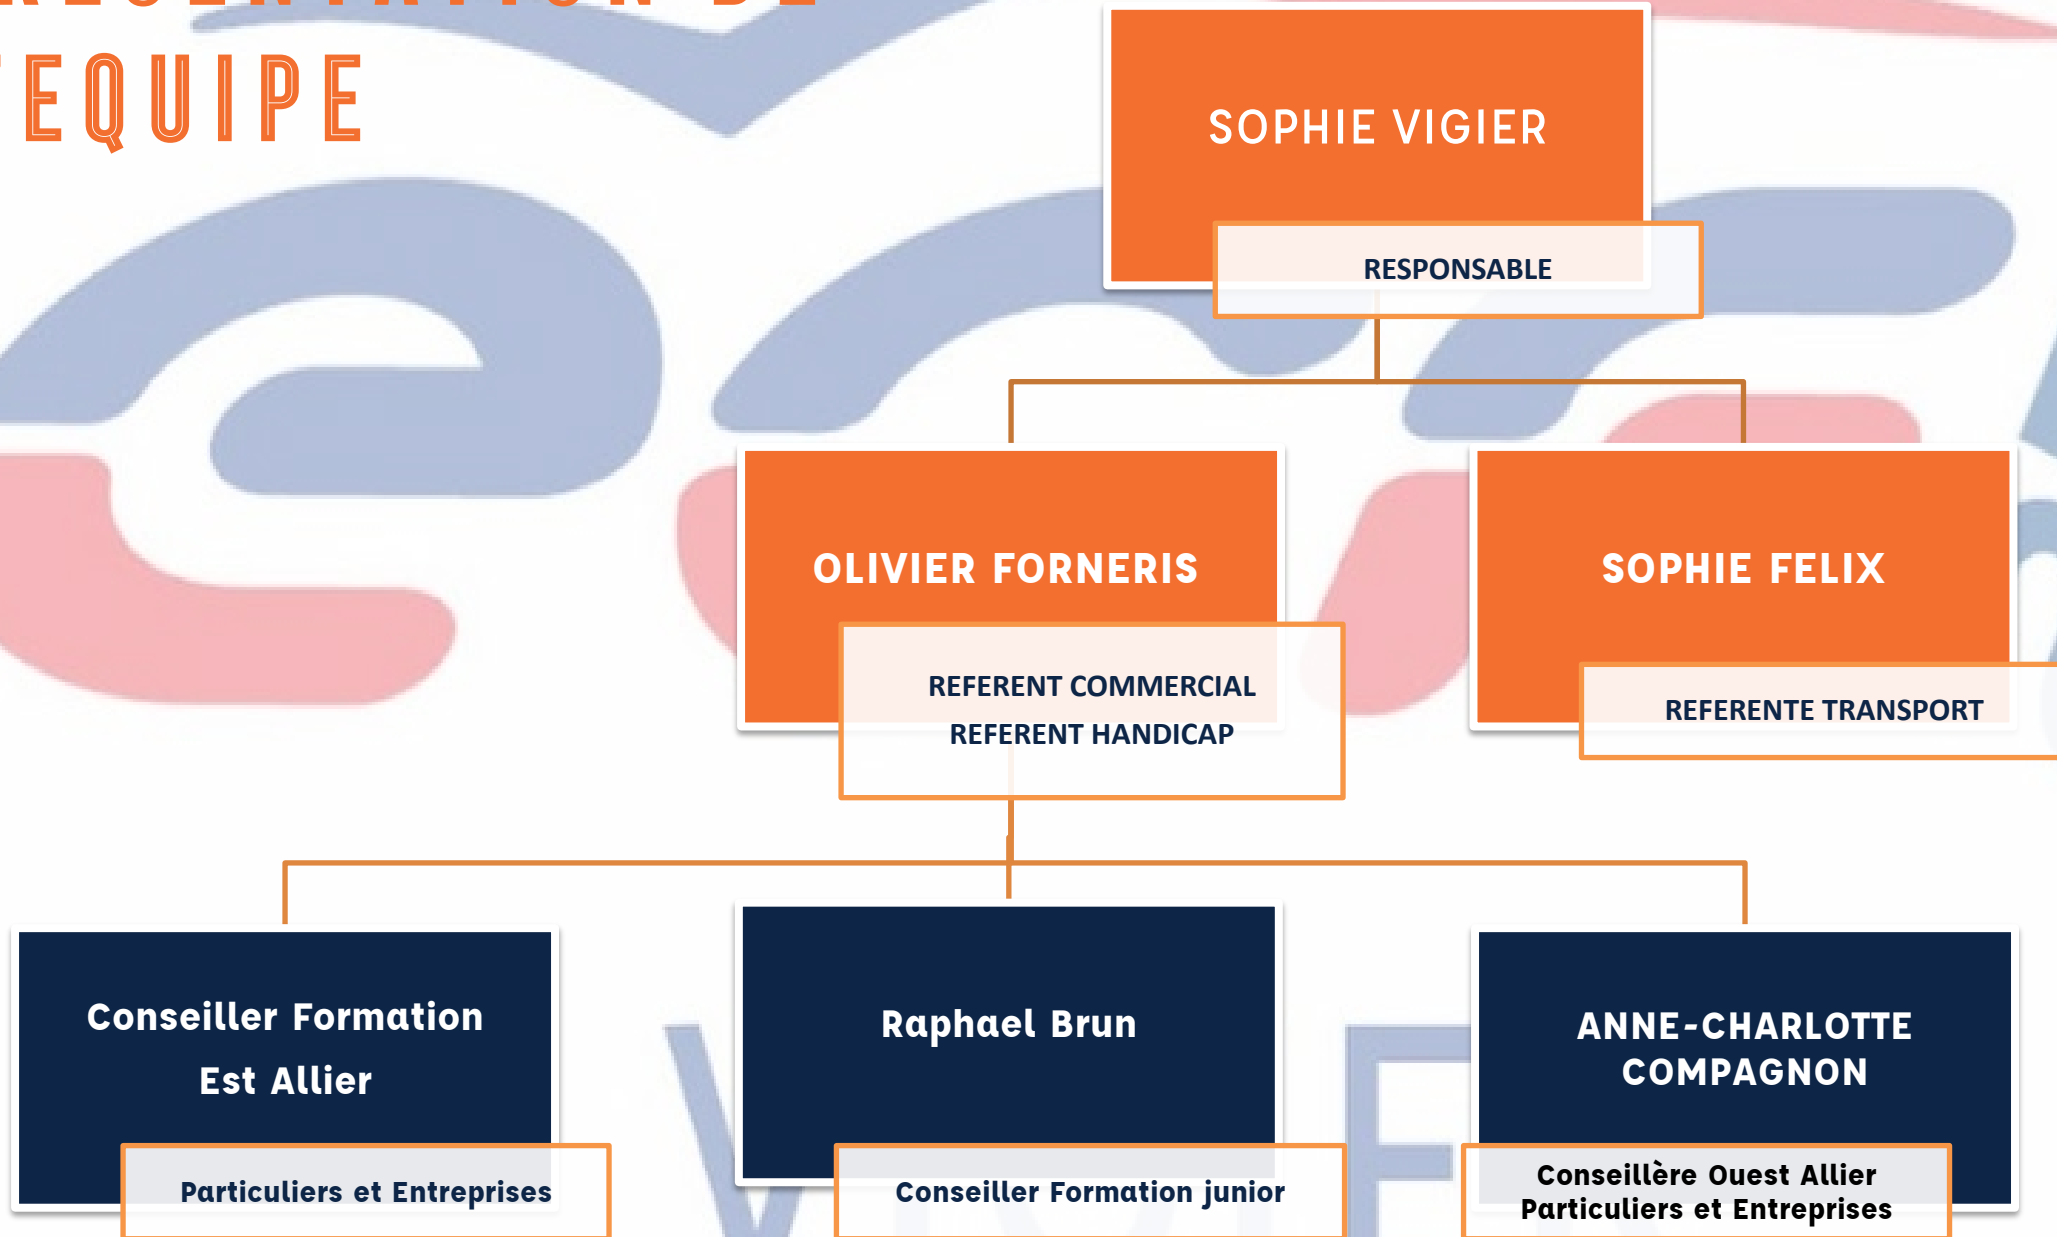 DE
EQUIPE
SOPHIE VIGIER
RESPONSABLE
OLIVIER FORNERIS
REFERENT COMMERCIAL
REFERENT HANDICAP
SOPHIE FELIX
REFERENTE TRANSPORT
Conseiller Formation
Est Allier
Particuliers et Entreprises
Raphael Brun
Conseiller Formation junior
ANNE-CHARLOTTE
COMPAGNON
Conseillère Ouest Allier
Particuliers et Entreprises